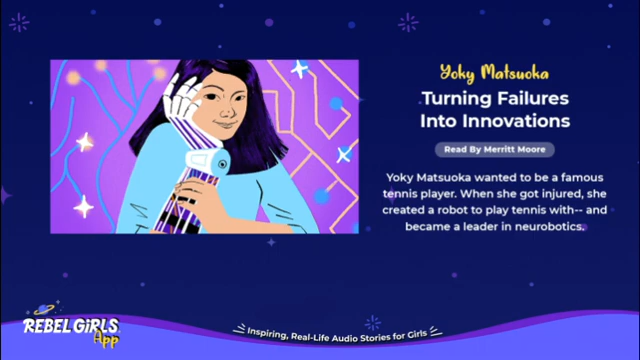 Yoky Matsuoka
Turning Failures
Into Innovations
Read By Merritt Moore
Yoky Matsuoka wanted to be a famous
tennis player. When she got injured, she
created a robot to play tennis with-- and
became a leader in neurobotics.
REBEL GIRLS
App
Inspiring, Real-Life Audio Stories for Girls